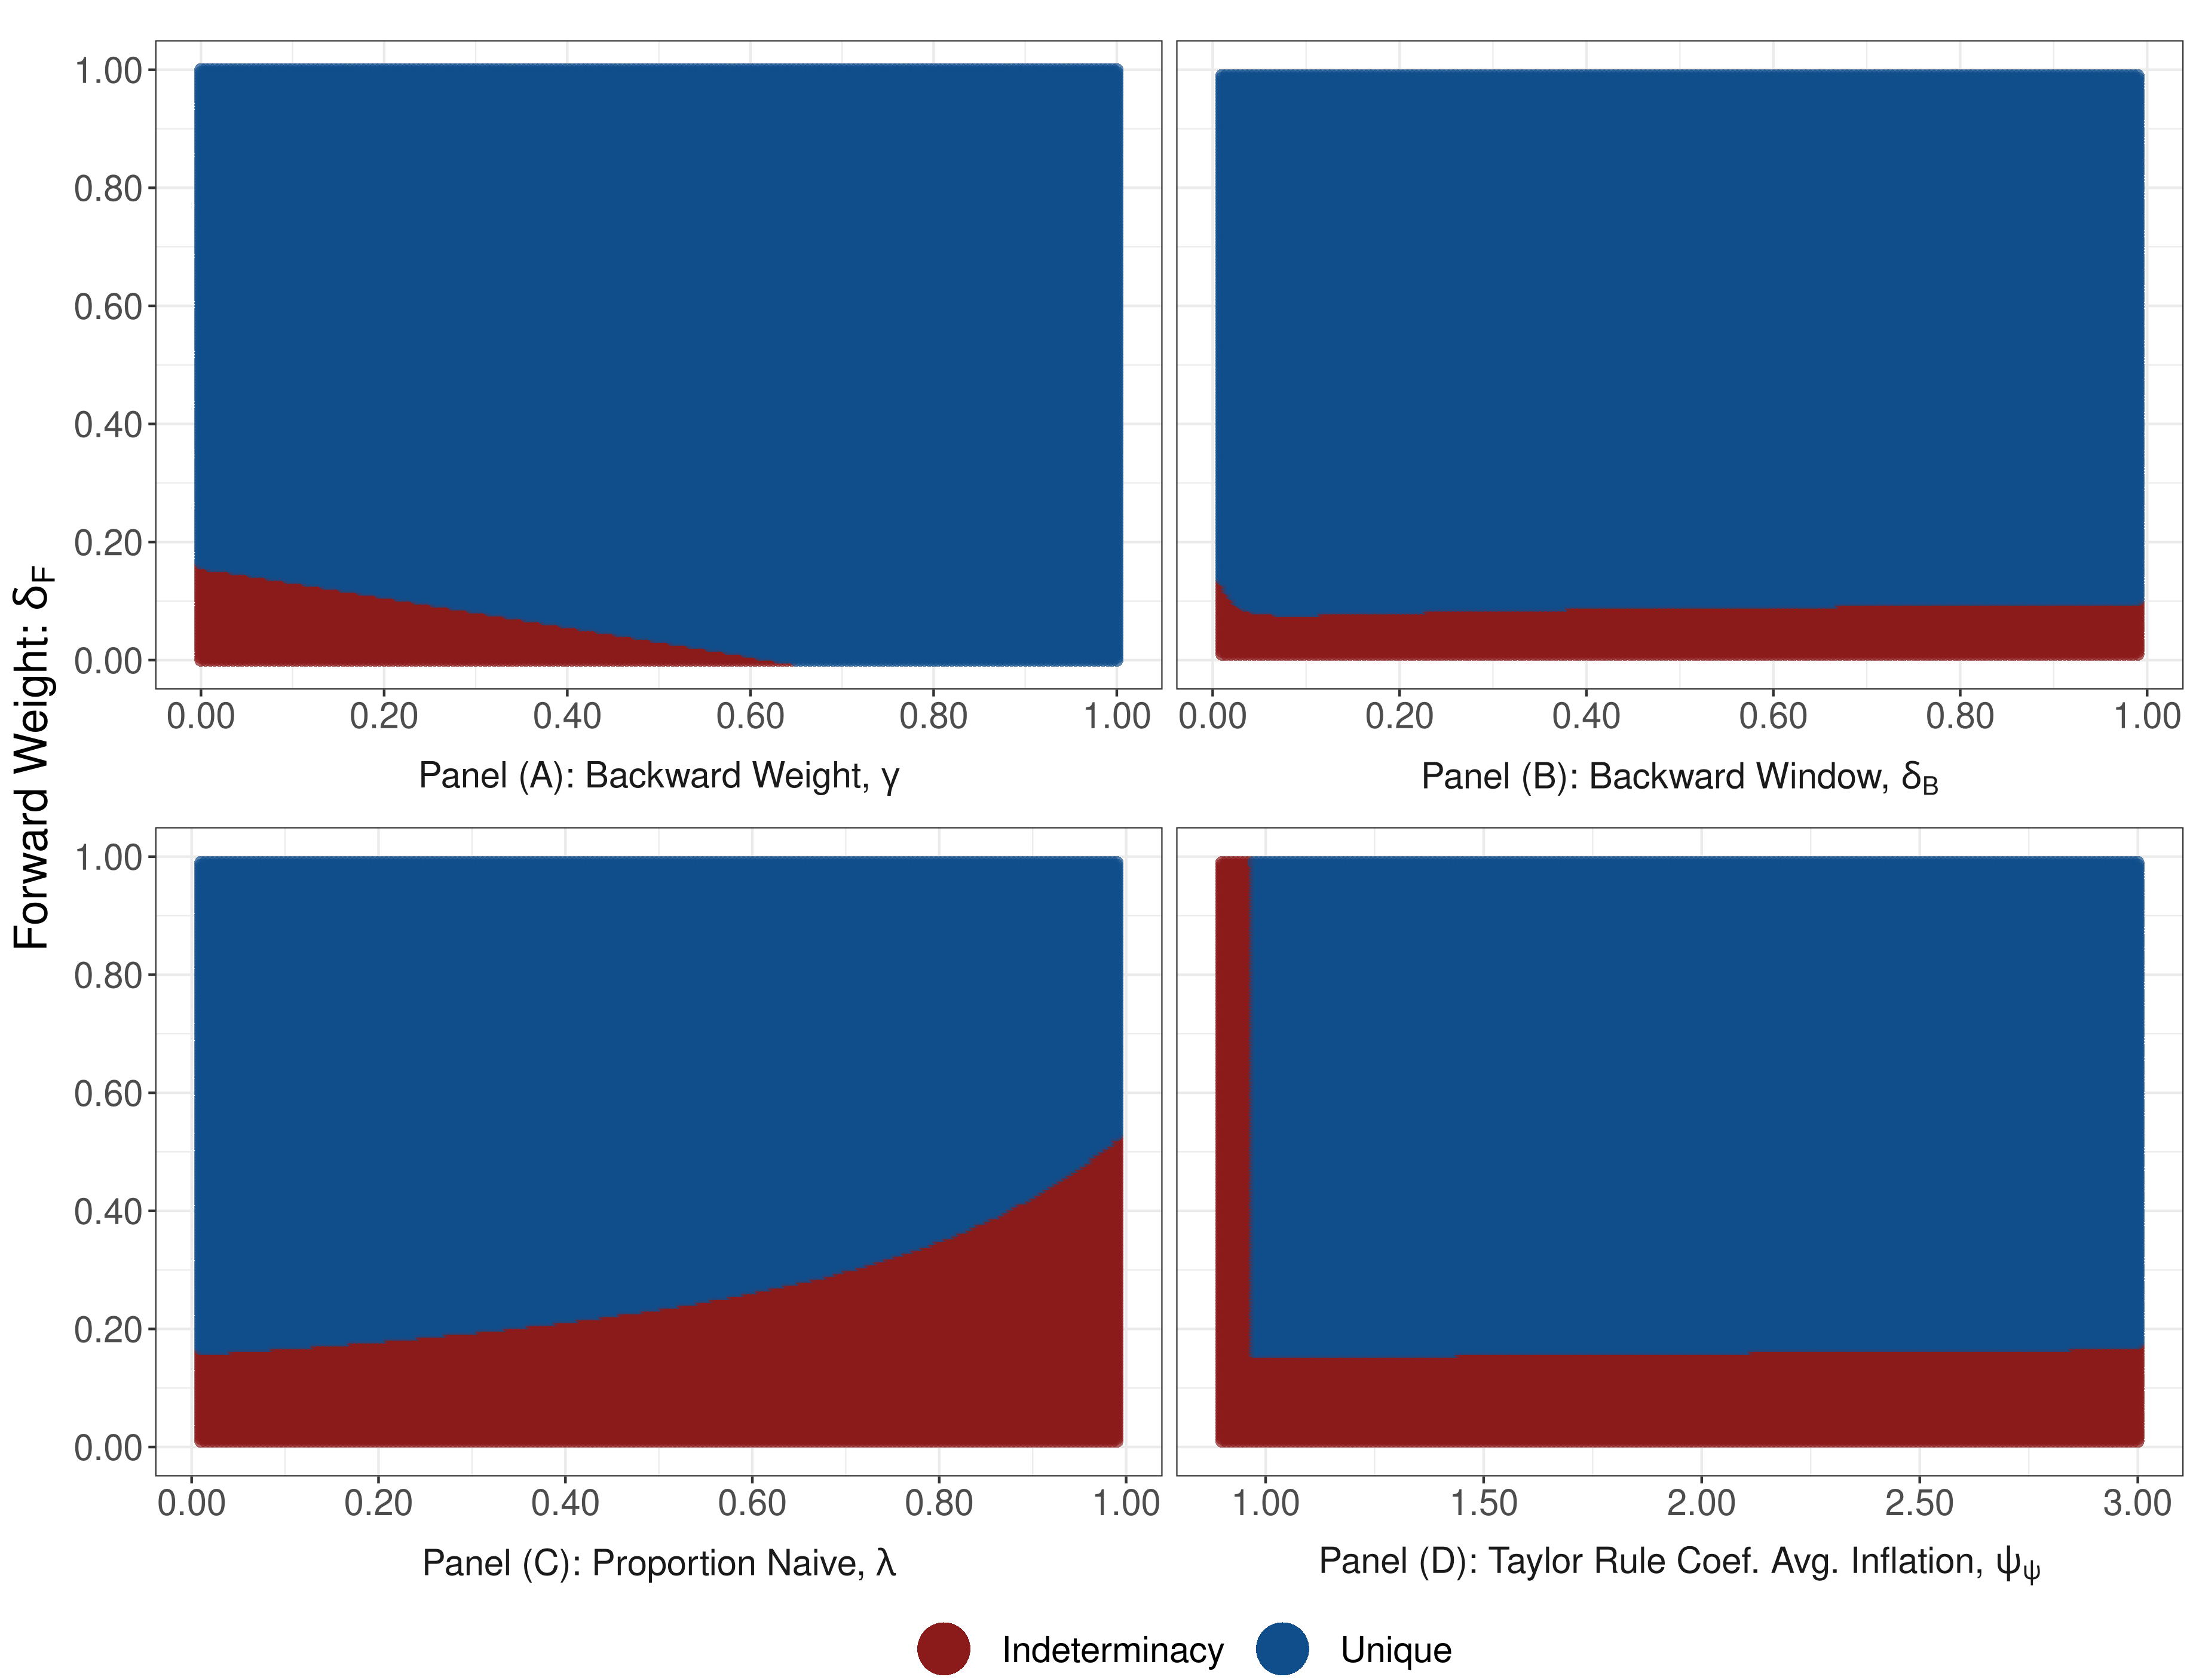 Forward Weight: δF
1.00
0.80
0.60
0.40
0.20
0.00
0.00 0.20 0.40 0.60 0.80 1.00
Panel (A): Backward Weight, γ
0.00 0.20 0.40 0.60 0.80 1.00
Panel (B): Backward Window, δB
1.00
0.80
0.60
0.40
0.20
0.00
0.00 0.20 0.40 0.60 0.80 1.00
Panel (C): Proportion Naive, λ
1.00 1.50 2.00 2.50 3.00
Panel (D): Taylor Rule Coef. Avg. Inflation, ψψ
Indeterminacy Unique